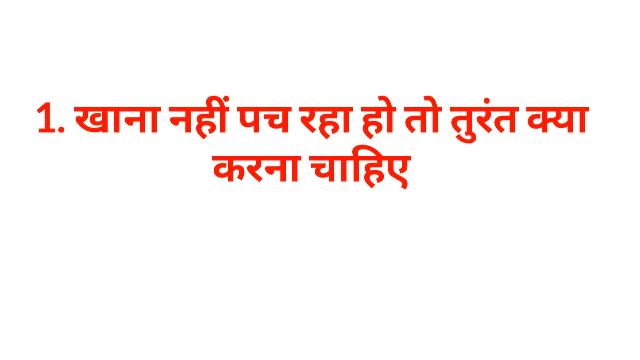 1. खाना नहीं पच रहा हो तो तुरंत क्या
करना चाहिए